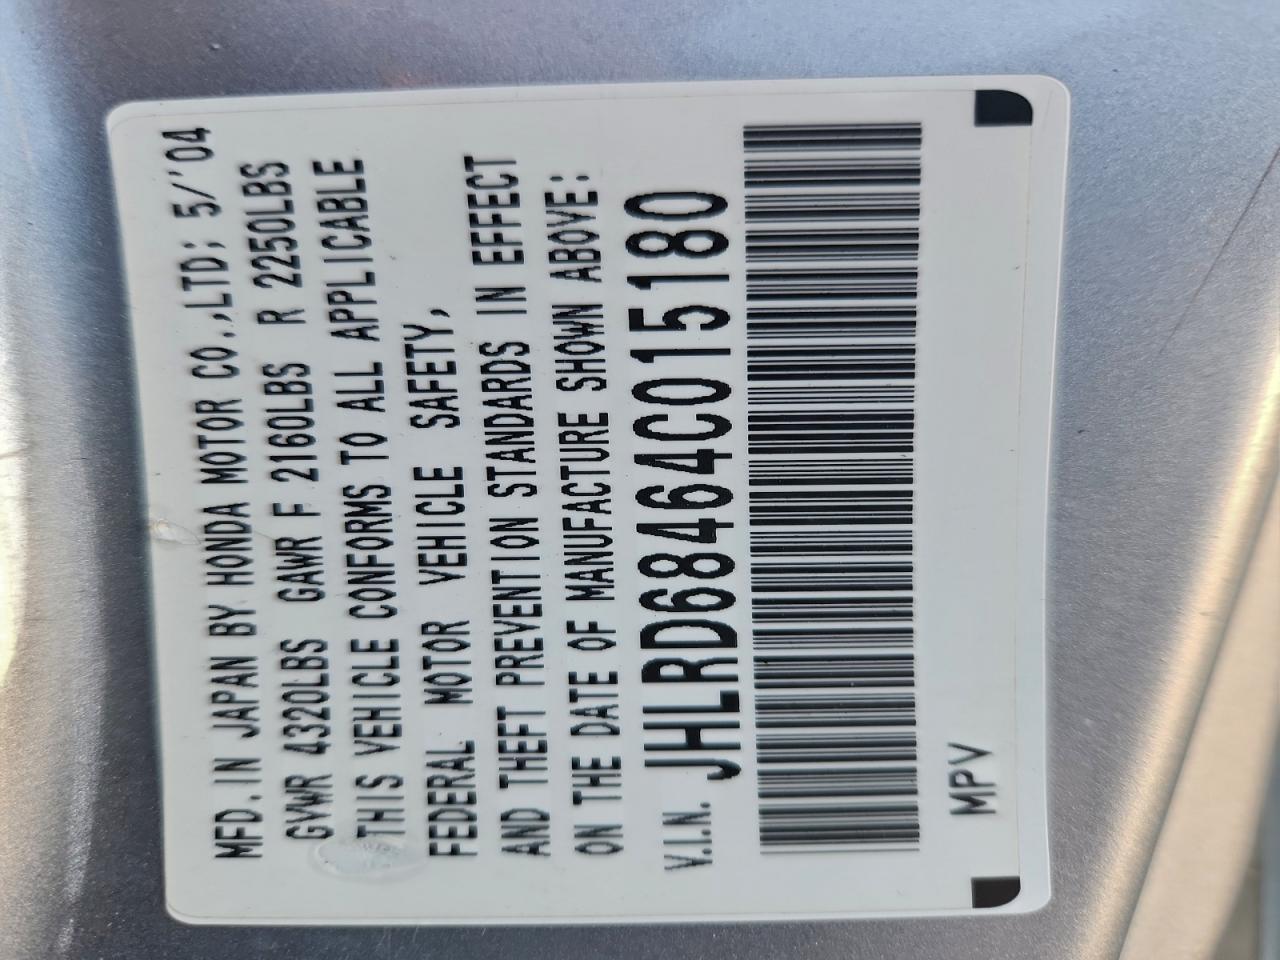 MFD. IN JAPAN BY HONDA MOTOR CO.,LTD; 5/'04
GVWR 4320LBS GAWR F 2160LBS R 2250LBS
THIS VEHICLE CONFORMS TO ALL APPLICABLE
FEDERAL MOTOR VEHICLE SAFETY,
AND THEFT PREVENTION STANDARDS IN EFFECT
ON THE DATE OF MANUFACTURE SHOWN ABOVE:
V.I.N. JHLRD68464C015180
MPV